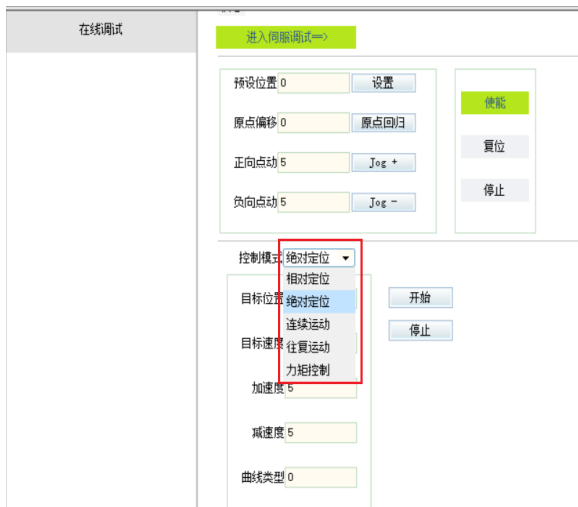 在线调试
进入伺服调试==>
预设位置 0 设置
使能
原点偏移 0 原点回归
复位
正向点动 5 Jog +
停止
负向点动 5 Jog -
控制模式 绝对定位
相对定位
目标位置 绝对定位 开始
连续运动 停止
目标速度 往复运动
力矩控制
加速度 5
减速度 5
曲线类型 0